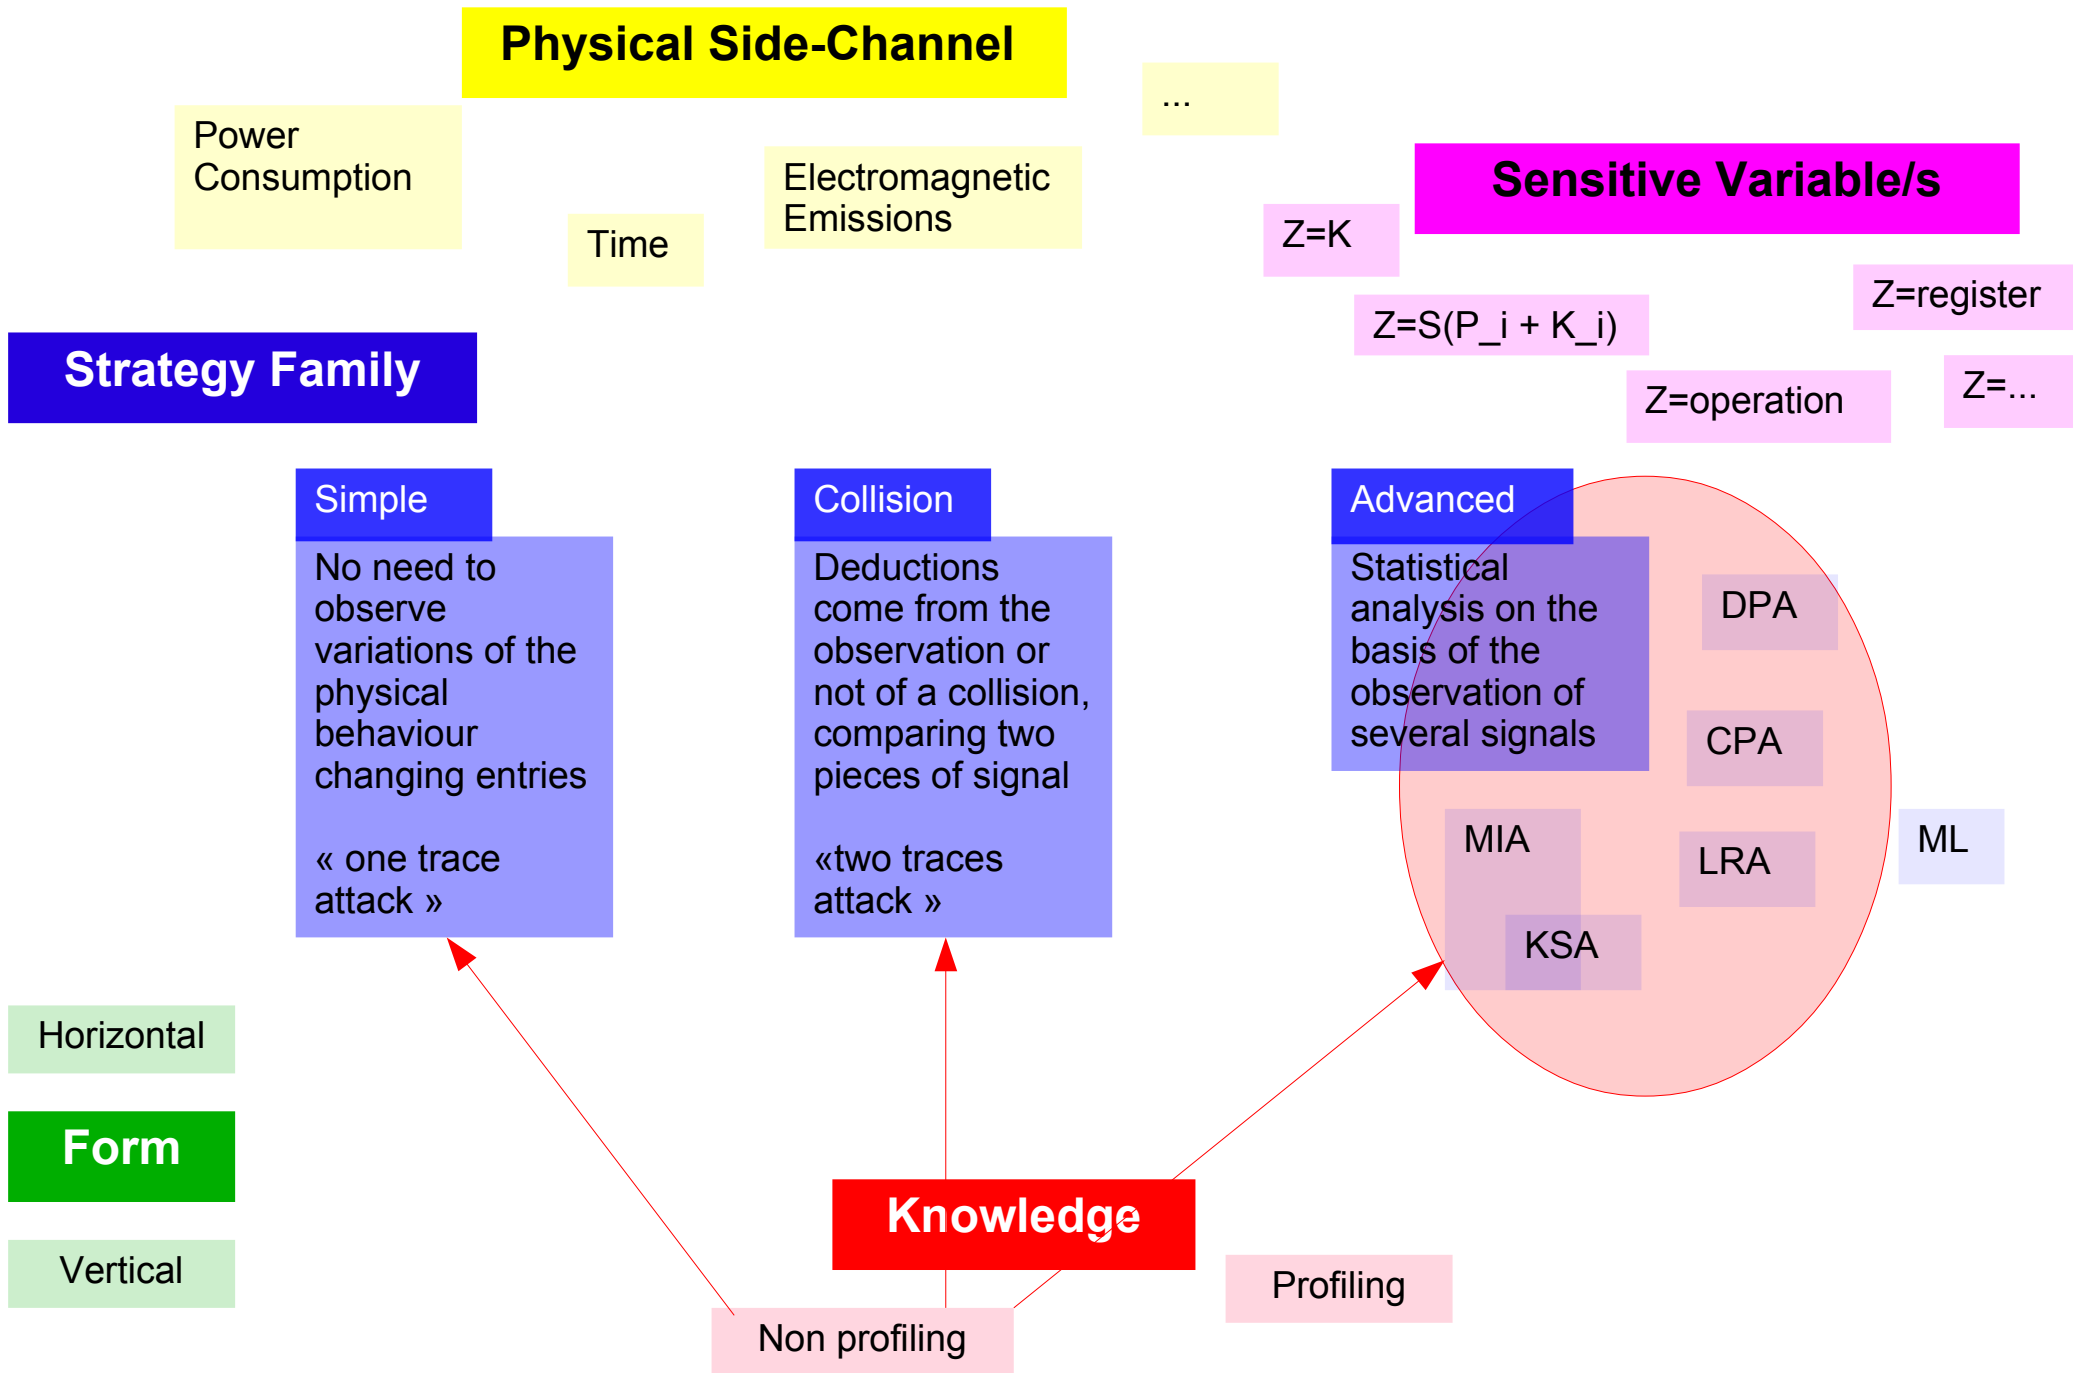 Physical Side-Channel
...
Power
Consumption
Electromagnetic
Emissions
Time
Sensitive Variable/s
Z=K
Z=register
Z=S(P_i + K_i)
Z=operation
Z=...
Strategy Family
Simple
No need to
observe
variations of the
physical
behaviour
changing entries
« one trace
attack »
Collision
Deductions
come from the
observation or
not of a collision,
comparing two
pieces of signal
«two traces
attack »
Advanced
Statistical
analysis on the
basis of the
observation of
several signals
DPA
CPA
MIA
LRA
ML
KSA
Horizontal
Form
Vertical
Knowledge
Profiling
Non profiling